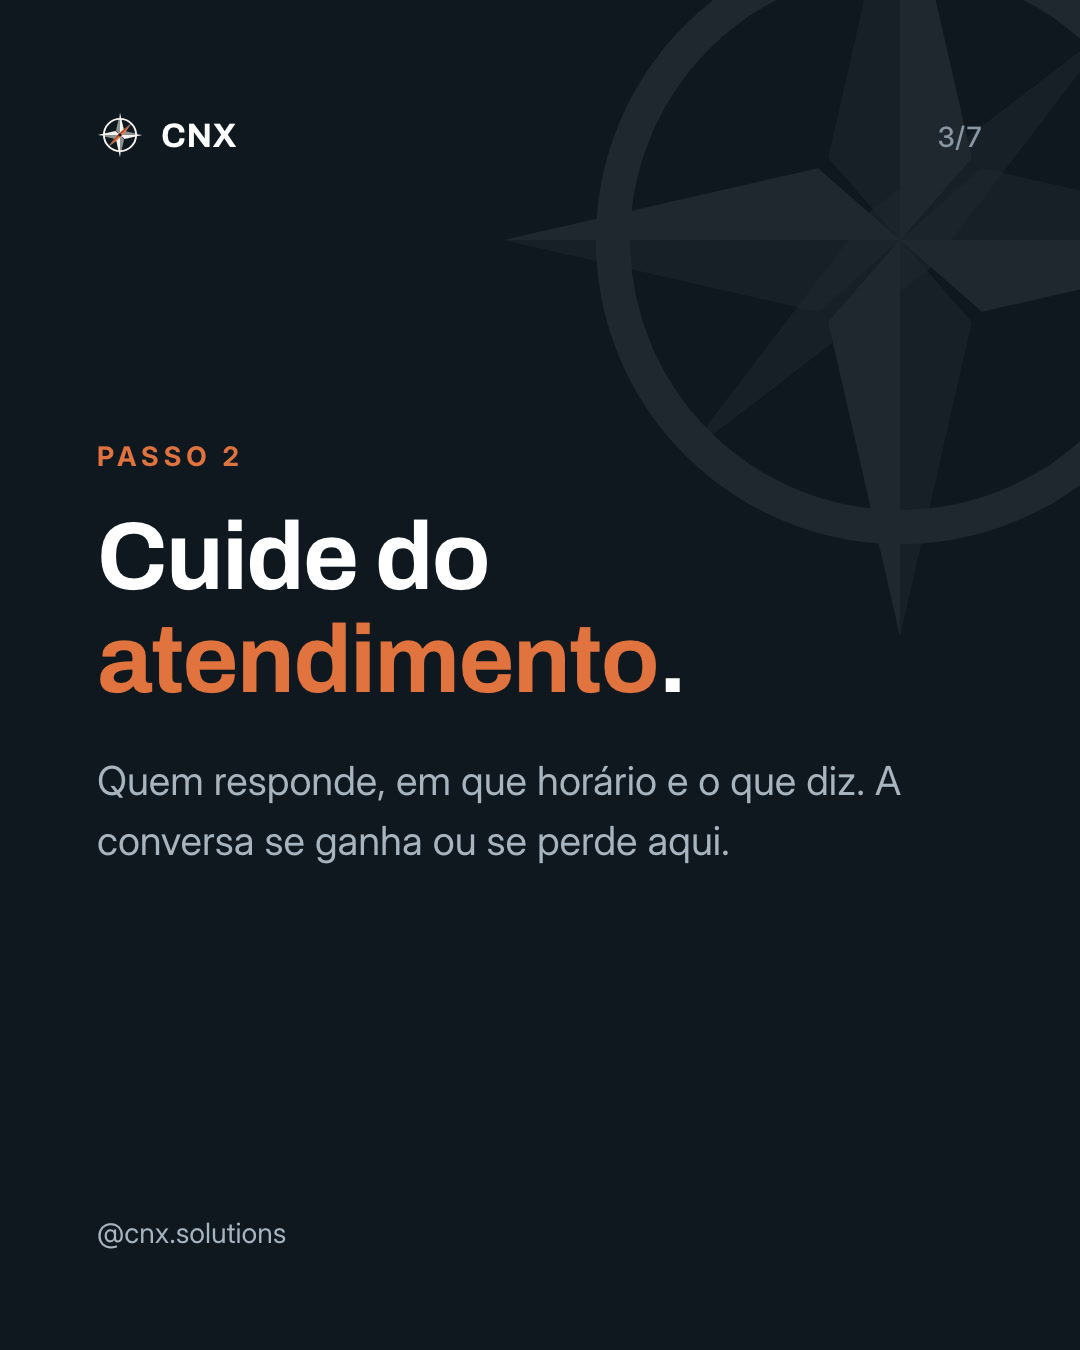 CNX
3/7
PASSO 2
Cuide do
atendimento.
Quem responde, em que horário e o que diz. A
conversa se ganha ou se perde aqui.
@cnx.solutions